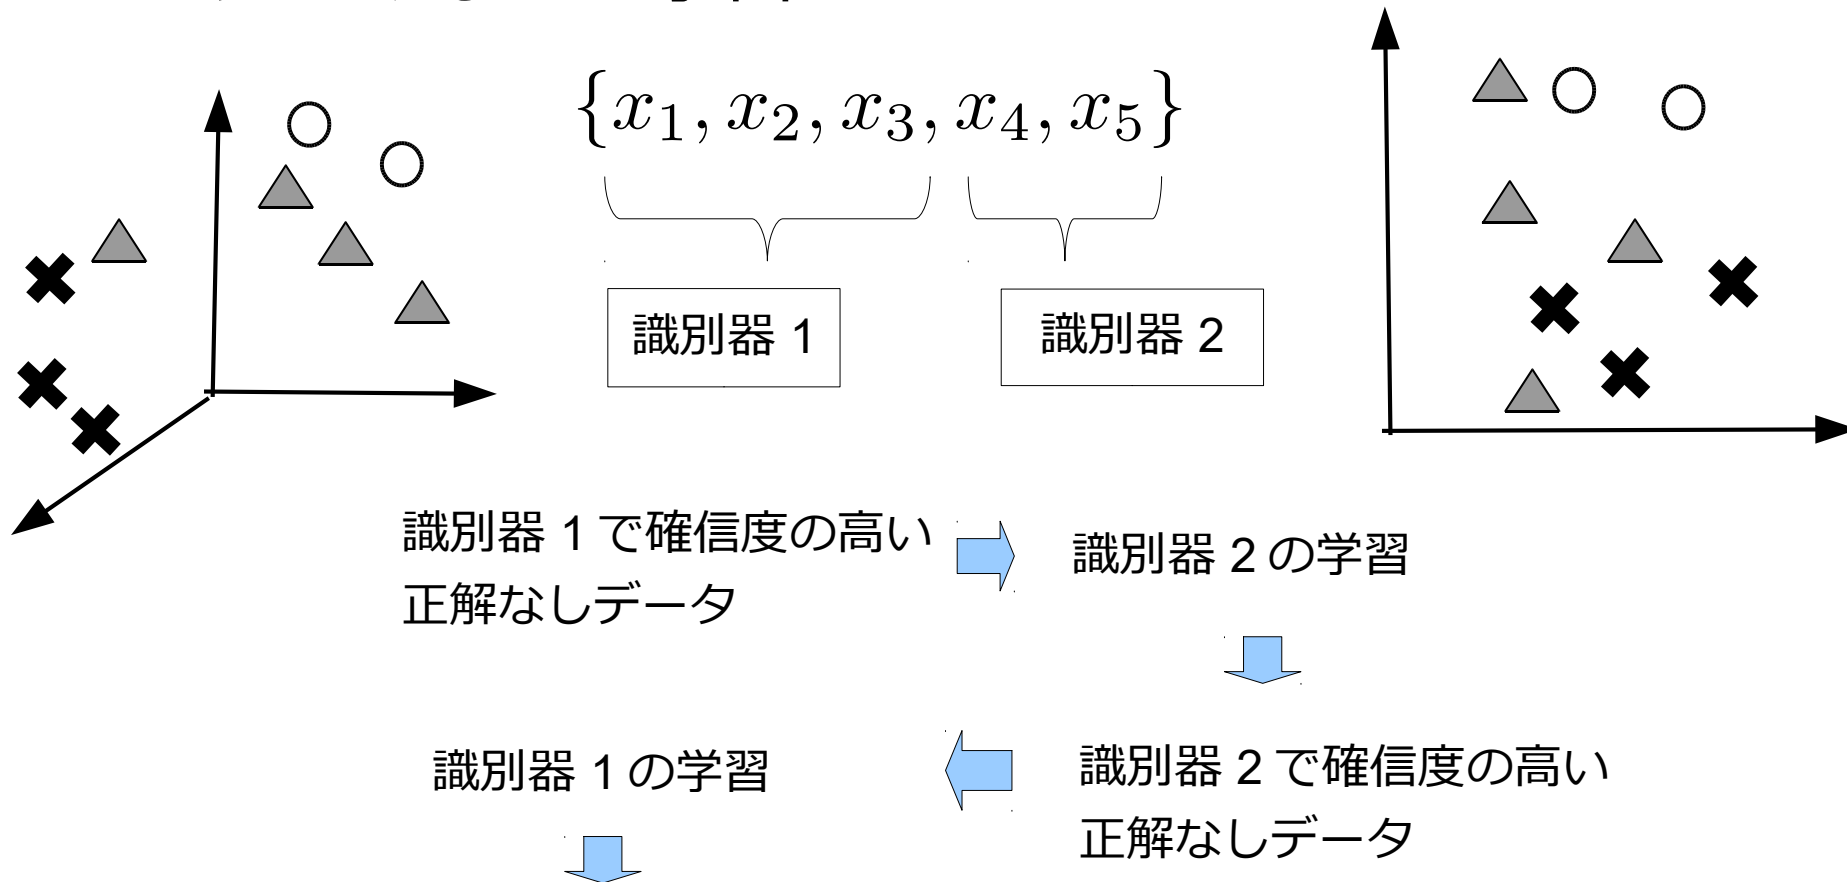 {x₁, x₂, x₃, x₄, x₅}
識別器 1
識別器 2
識別器 1 で確信度の高い
正解なしデータ
識別器 2 の学習
識別器 1 の学習
識別器 2 で確信度の高い
正解なしデータ